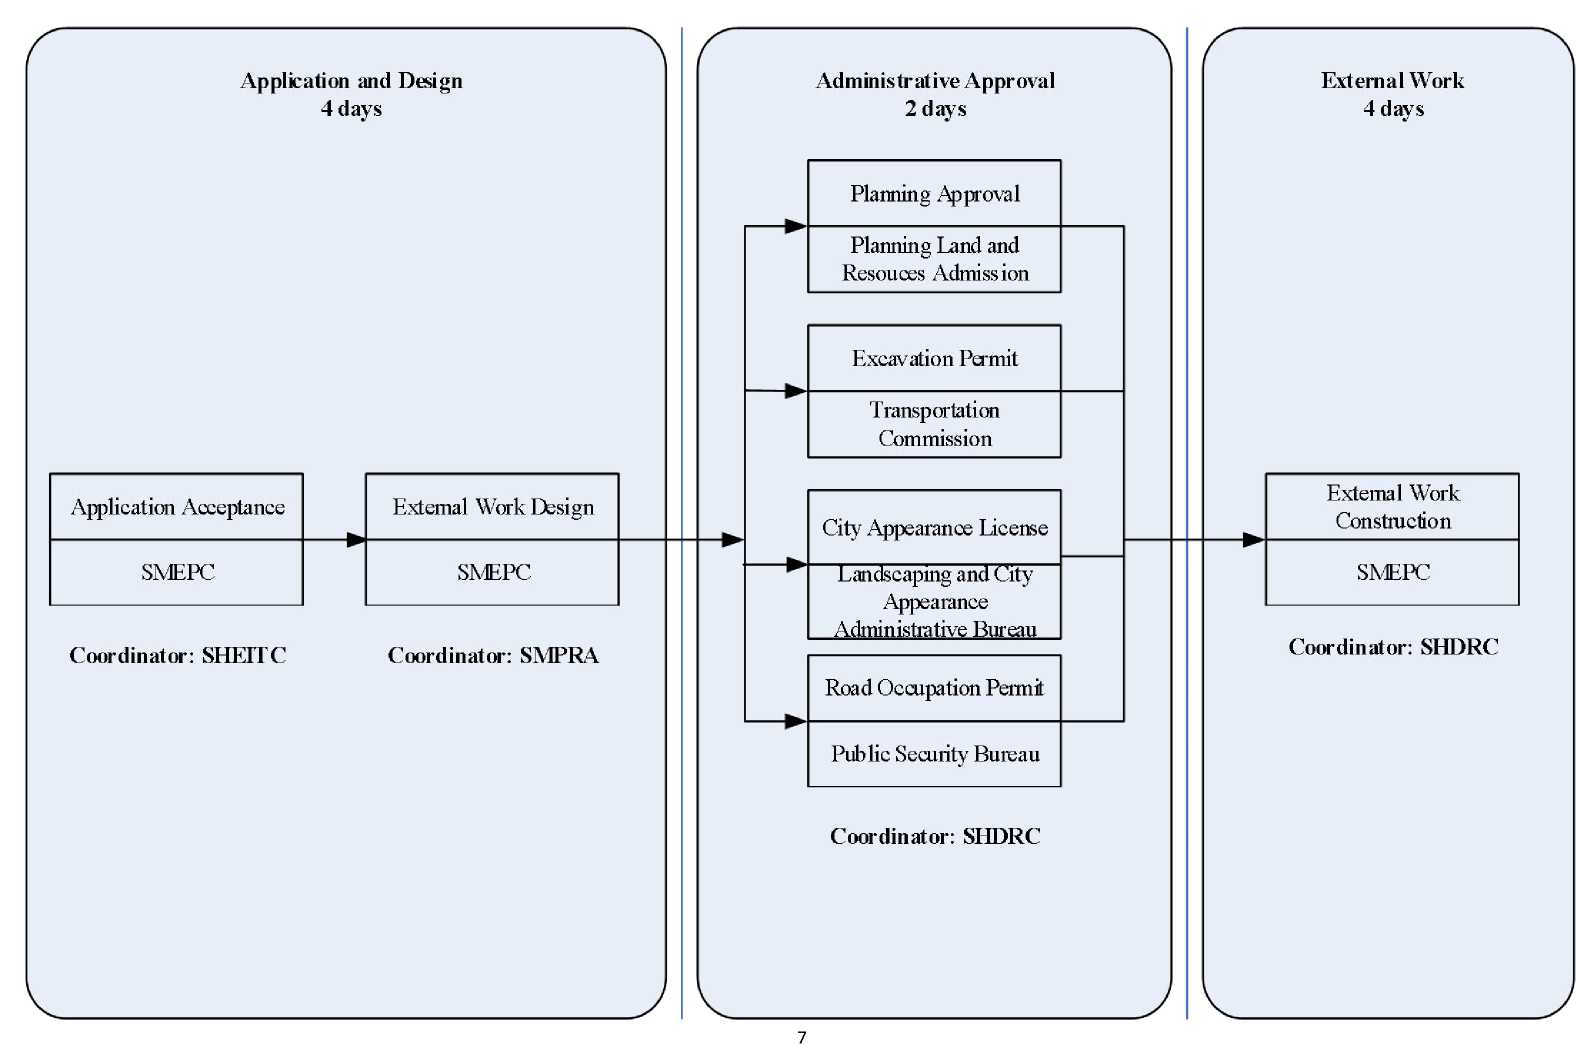 Application and Design
4 days
Application Acceptance
SMEPC
Coordinator: SHEITC
External Work Design
SMEPC
Coordinator: SMPRA
Administrative Approval
2 days
Planning Approval
Planning Land and
Resouces Admission
Excavation Permit
Transportation
Commission
City Appearance License
Landscaping and City
Appearance
Administrative Bureau
Road Occupation Permit
Public Security Bureau
Coordinator: SHDRC
External Work
4 days
External Work
Construction
SMEPC
Coordinator: SHDRC
7